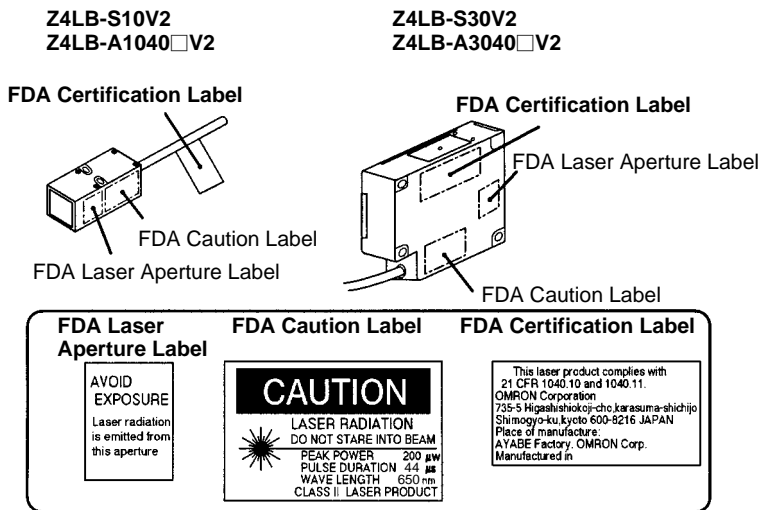 Z4LB-S10V2
Z4LB-A1040□V2
Z4LB-S30V2
Z4LB-A3040□V2
FDA Certification Label
FDA Caution Label
FDA Laser Aperture Label
FDA Certification Label
FDA Laser Aperture Label
FDA Caution Label
FDA Laser
Aperture Label
AVOID
EXPOSURE
Laser radiation
is emitted from
this aperture
FDA Caution Label
CAUTION
LASER RADIATION
DO NOT STARE INTO BEAM
PEAK POWER 200 μW
PULSE DURATION 44 μs
WAVE LENGTH 650 nm
CLASS II LASER PRODUCT
FDA Certification Label
This laser product complies with
21 CFR 1040.10 and 1040.11.
OMRON Corporation
735-5 Higashishiokoji-cho,karasuma-shichijo
Shimogyo-ku,kyoto 600-8216 JAPAN
Place of manufacture:
AYABE Factory. OMRON Corp.
Manufactured in